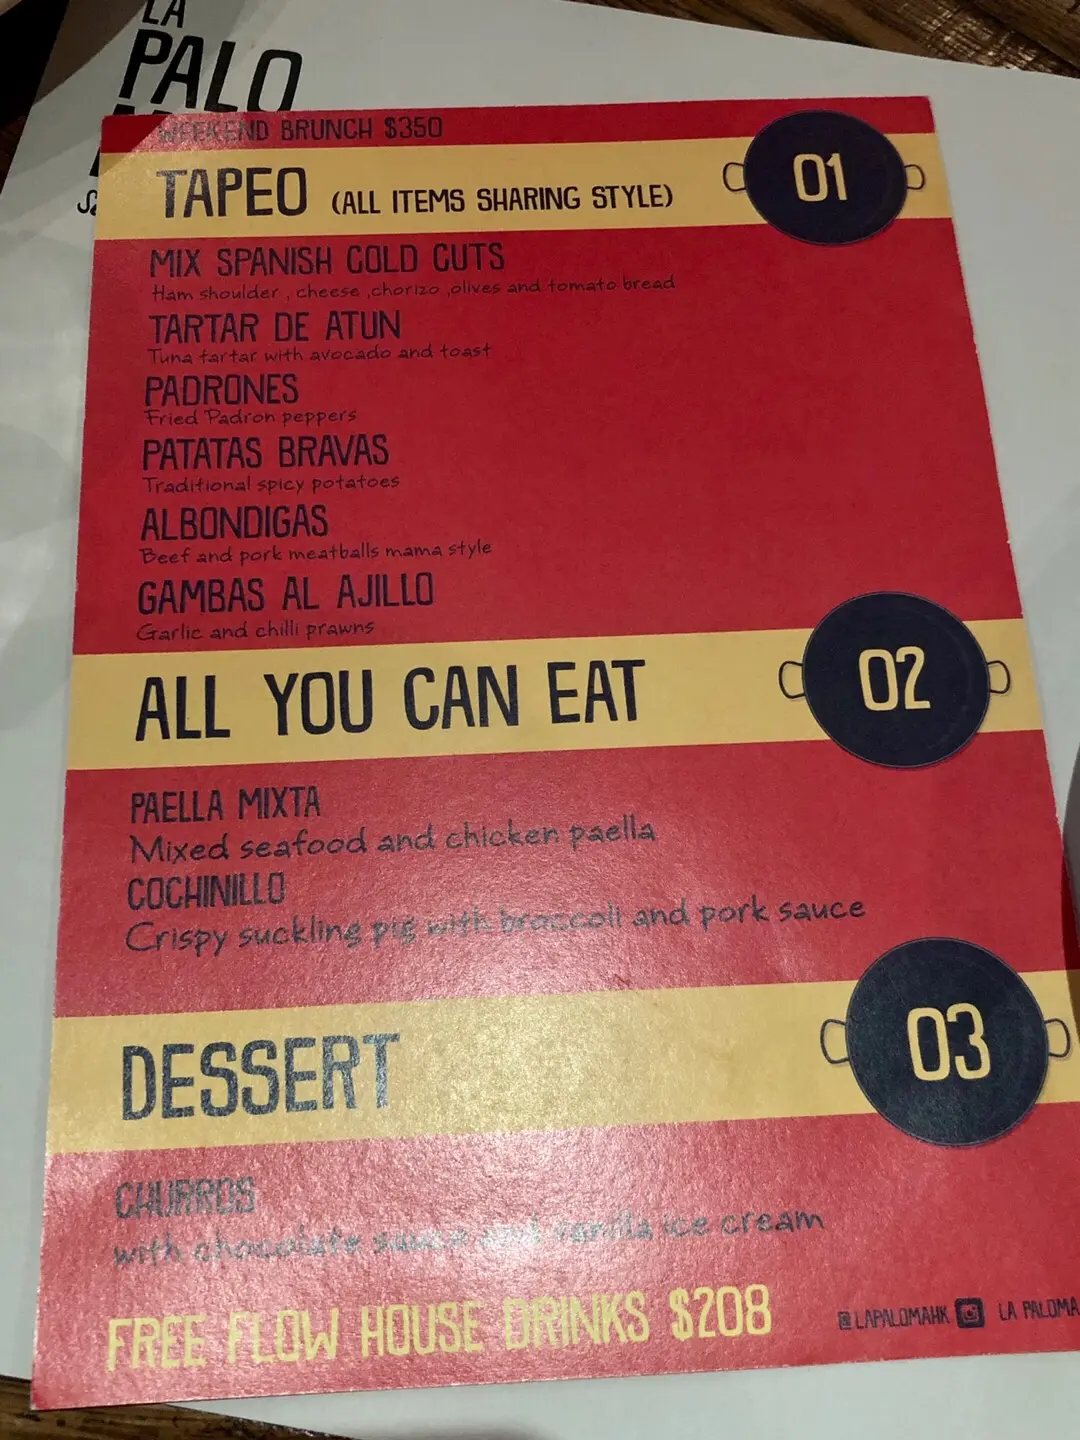 LA
PALO
WEEKEND BRUNCH $350
TAPEO (ALL ITEMS SHARING STYLE)
01
MIX SPANISH COLD CUTS
Ham shoulder , cheese ,chorizo ,olives and tomato bread
TARTAR DE ATUN
Tuna tartar with avocado and toast
PADRONES
Fried Padron peppers
PATATAS BRAVAS
Traditional spicy potatoes
ALBONDIGAS
Beef and pork meatballs mama style
GAMBAS AL AJILLO
Garlic and chilli prawns
ALL YOU CAN EAT
02
PAELLA MIXTA
Mixed seafood and chicken paella
COCHINILLO
Crispy suckling pig with broccoli and pork sauce
DESSERT
03
CHURROS
with chocolate sauce and vanilla ice cream
FREE FLOW HOUSE DRINKS $208
@LAPALOMAHK
LA PALOMA